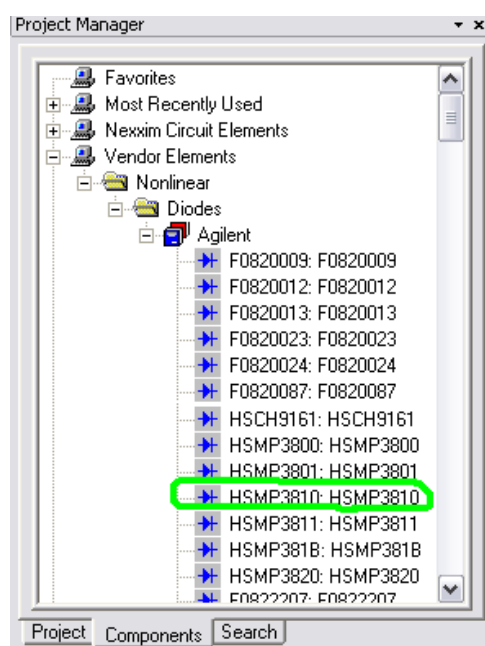 Project Manager
Favorites
Most Recently Used
Nexxim Circuit Elements
Vendor Elements
Nonlinear
Diodes
Agilent
F0820009: F0820009
F0820012: F0820012
F0820013: F0820013
F0820023: F0820023
F0820024: F0820024
F0820087: F0820087
HSCH9161: HSCH9161
HSMP3800: HSMP3800
HSMP3801: HSMP3801
HSMP3810: HSMP3810
HSMP3811: HSMP3811
HSMP381B: HSMP381B
HSMP3820: HSMP3820
F0822207: F0822207
Project Components Search